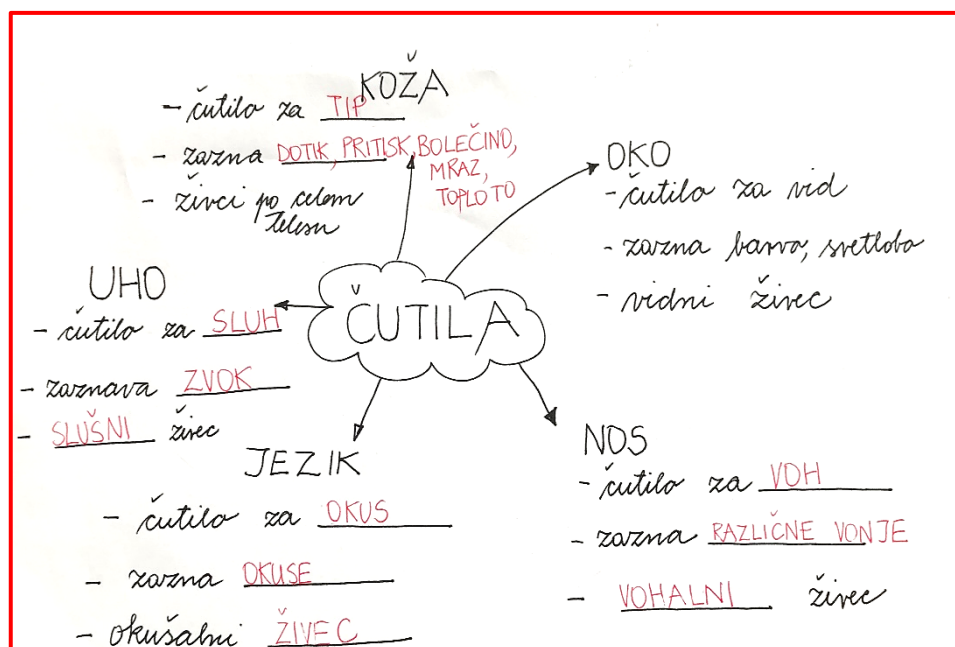 KOŽA
- čutilo za TIP
- zazna DOTIK, PRITISK, BOLEČINO,
MRAZ,
TOPLOTO
- živci po celem
telesu
OKO
- čutilo za vid
- zazna barvo, svetlobo
- vidni živec
ČUTILA
UHO
- čutilo za SLUH
- zaznava ZVOK
- SLUŠNI živec
JEZIK
- čutilo za OKUS
- zazna OKUSE
- okušalni ŽIVEC
NOS
- čutilo za VOH
- zazna RAZLIČNE VONJE
- VOHALNI živec